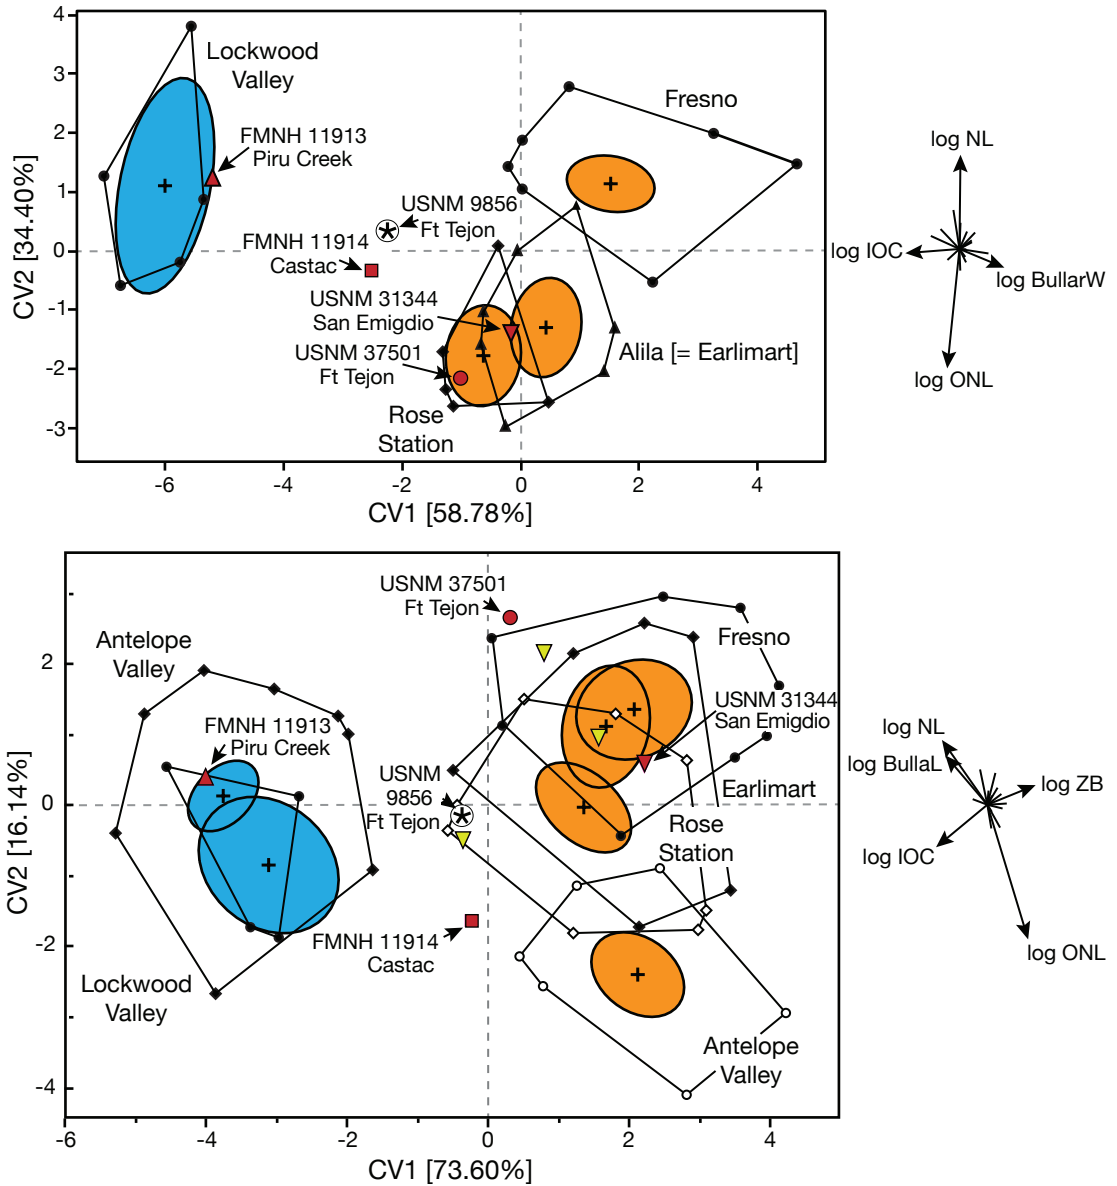 4
3
2
1
0
-1
-2
-3
CV2 [34.40%]
Lockwood
Valley
FMNH 11913
Piru Creek
USNM 9856
Ft Tejon
FMNH 11914
Castac
USNM 31344
San Emigdio
USNM 37501
Ft Tejon
Rose
Station
Fresno
Alila [= Earlimart]
-6
-4
-2
0
2
4
CV1 [58.78%]
log NL
log IOC
log BullarW
log ONL
2
0
-2
-4
CV2 [16.14%]
USNM 37501
Ft Tejon
Antelope
Valley
FMNH 11913
Piru Creek
USNM
9856
Ft Tejon
FMNH 11914
Castac
Lockwood
Valley
Fresno
USNM 31344
San Emigdio
Earlimart
Rose
Station
Antelope
Valley
-6
-4
-2
0
2
4
CV1 [73.60%]
log NL
log BullaL
log ZB
log IOC
log ONL